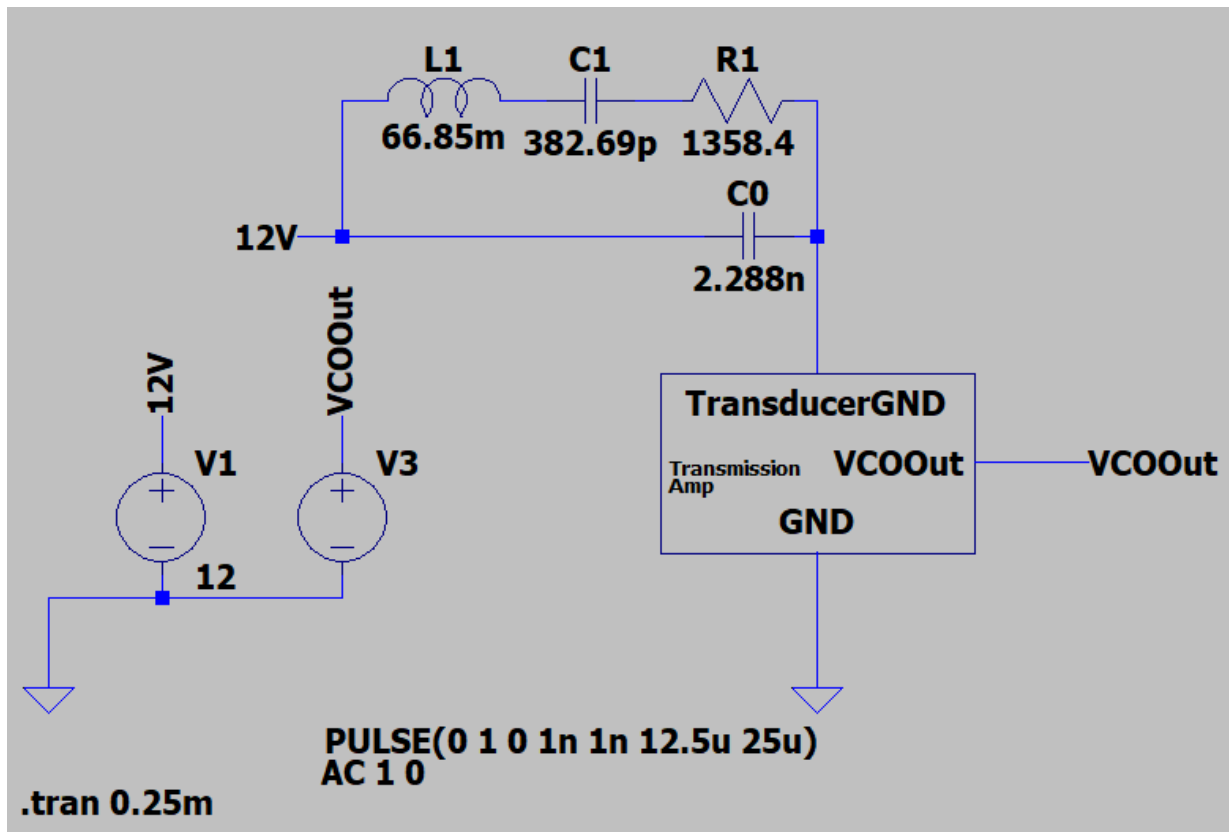 L1
C1
R1
66.85m
382.69p
1358.4
C0
12V
2.288n
12V
VCOOut
V1
V3
12
TransducerGND
Transmission
Amp
VCOOut
GND
VCOOut
PULSE(0 1 0 1n 1n 12.5u 25u)
AC 1 0
.tran 0.25m